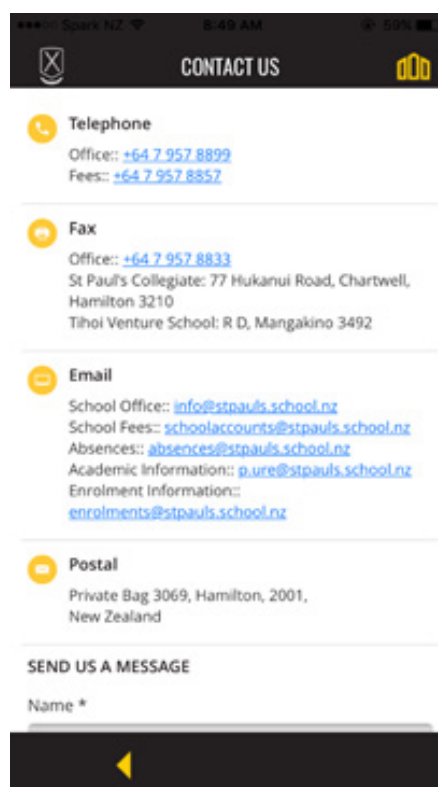 Spark NZ 8:49 AM 59%
CONTACT US
Telephone
Office:: +64 7 957 8899
Fees:: +64 7 957 8857
Fax
Office:: +64 7 957 8833
St Paul's Collegiate: 77 Hukanui Road, Chartwell,
Hamilton 3210
Tihoi Venture School: R D, Mangakino 3492
Email
School Office:: info@stpauls.school.nz
School Fees:: schoolaccounts@stpauls.school.nz
Absences:: absences@stpauls.school.nz
Academic Information:: p.ure@stpauls.school.nz
Enrolment Information::
enrolments@stpauls.school.nz
Postal
Private Bag 3069, Hamilton, 2001,
New Zealand
SEND US A MESSAGE
Name *